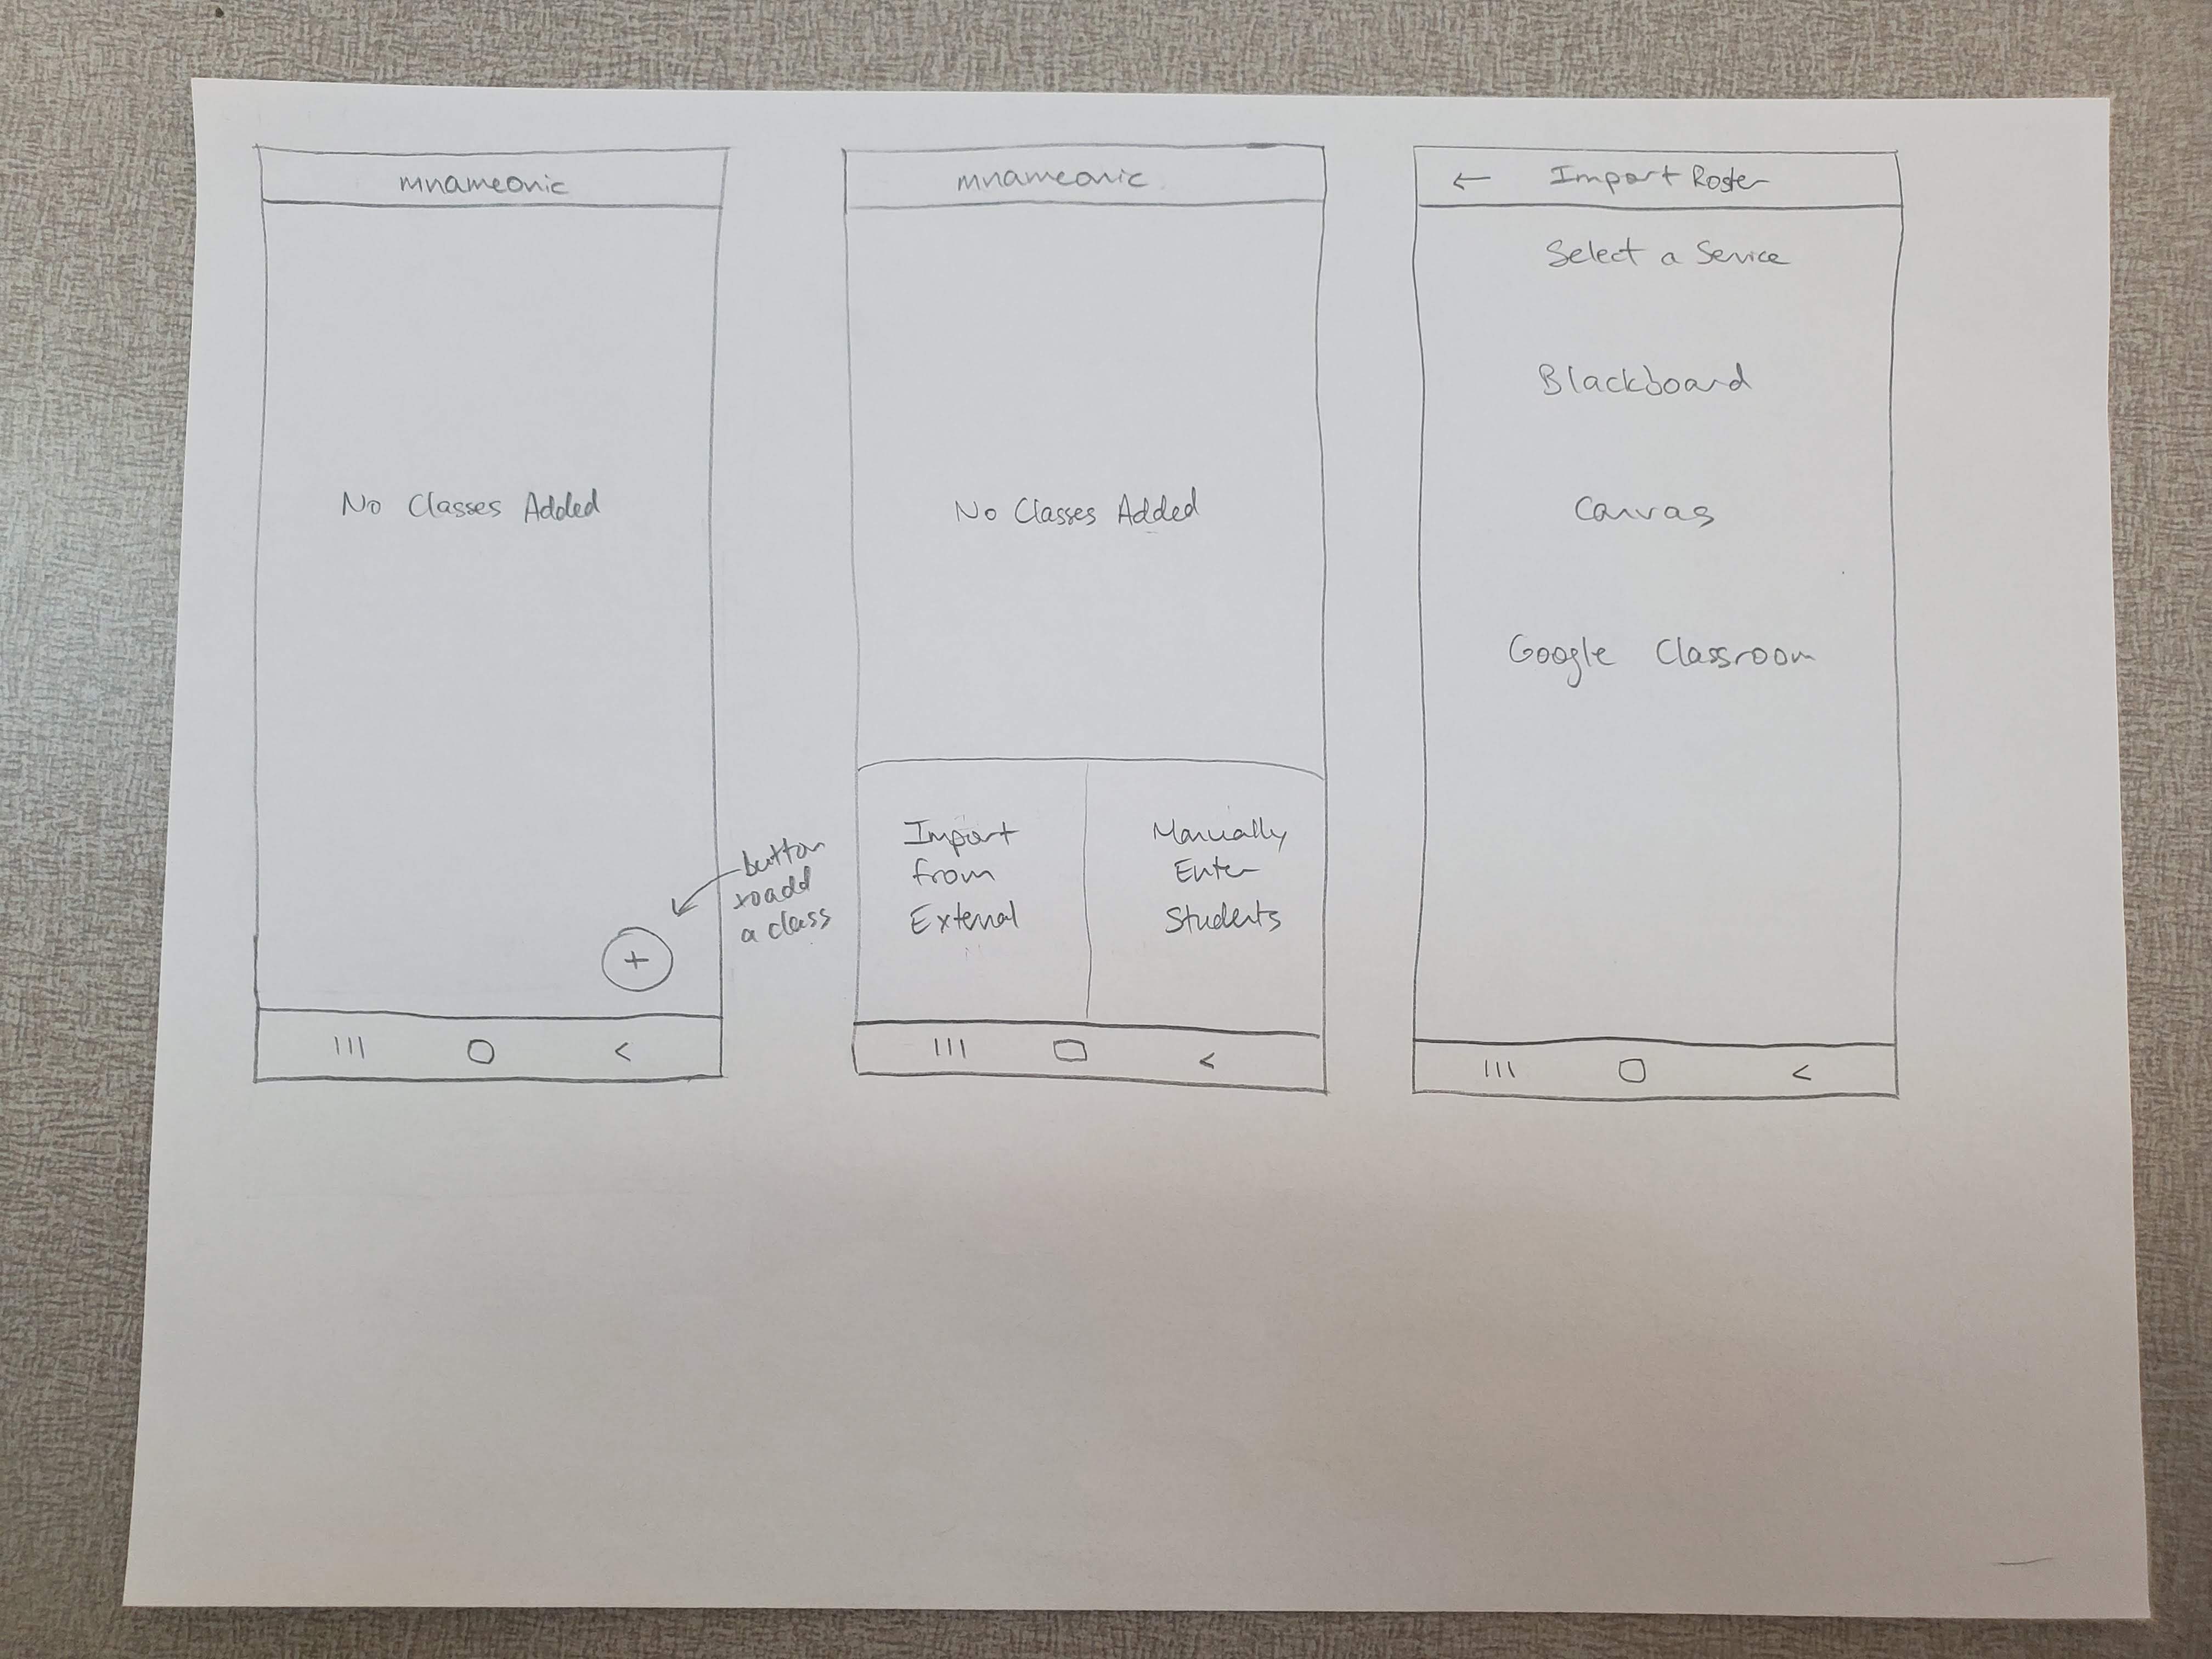 mnameonic
No Classes Added
button
to add
a class
+
||| <
mnameonic
No Classes Added
Import
from
External
Manually
Enter
Students
||| <
← Import Roster
Select a Service
Blackboard
Canvas
Google Classroom
||| <